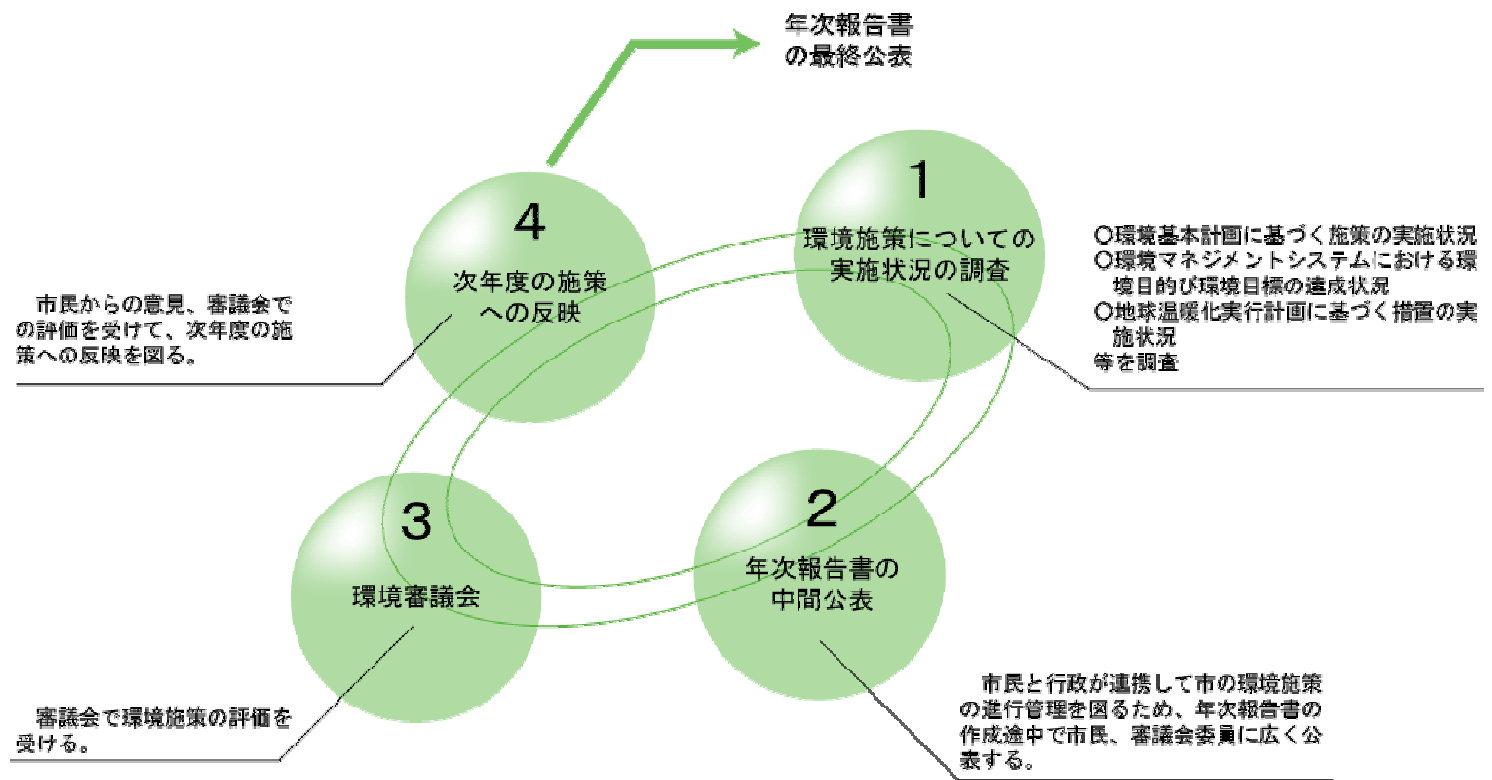 年次報告書
の最終公表
1
環境施策についての
実施状況の調査
○環境基本計画に基づく施策の実施状況
○環境マネジメントシステムにおける環
境目的び環境目標の達成状況
○地球温暖化実行計画に基づく措置の実
施状況
等を調査
2
年次報告書の
中間公表
市民と行政が連携して市の環境施策
の進行管理を図るため、年次報告書の
作成途中で市民、審議会委員に広く公
表する。
3
環境審議会
審議会で環境施策の評価を
受ける。
4
次年度の施策
への反映
市民からの意見、審議会で
の評価を受けて、次年度の施
策への反映を図る。